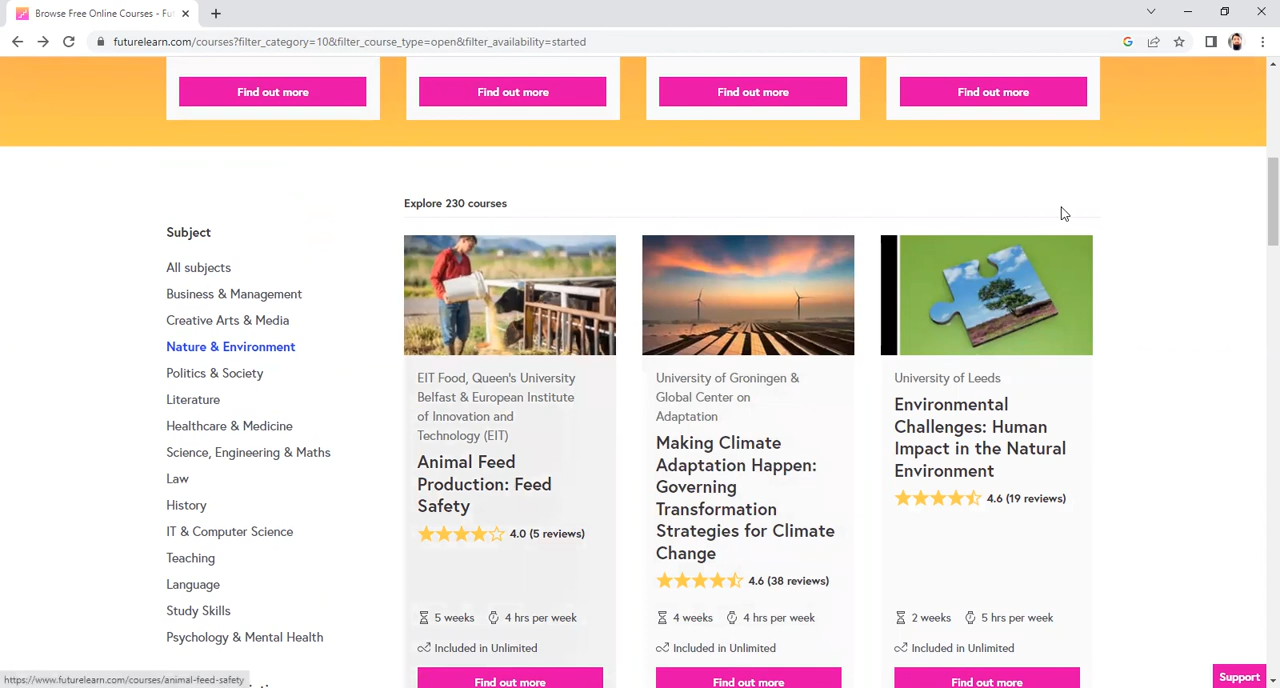 Browse Free Online Courses - Fu
futurelearn.com/courses?filter_category=10&filter_course_type=open&filter_availability=started
Find out more
Find out more
Find out more
Find out more
Explore 230 courses
Subject
All subjects
Business & Management
Creative Arts & Media
Nature & Environment
Politics & Society
Literature
Healthcare & Medicine
Science, Engineering & Maths
Law
History
IT & Computer Science
Teaching
Language
Study Skills
Psychology & Mental Health
EIT Food, Queen's University
Belfast & European Institute
of Innovation and
Technology (EIT)
Animal Feed
Production: Feed
Safety
4.0 (5 reviews)
5 weeks 4 hrs per week
Included in Unlimited
Find out more
University of Groningen &
Global Center on
Adaptation
Making Climate
Adaptation Happen:
Governing
Transformation
Strategies for Climate
Change
4.6 (38 reviews)
4 weeks 4 hrs per week
Included in Unlimited
Find out more
University of Leeds
Environmental
Challenges: Human
Impact in the Natural
Environment
4.6 (19 reviews)
2 weeks 5 hrs per week
Included in Unlimited
Find out more
Support
https://www.futurelearn.com/courses/animal-feed-safety